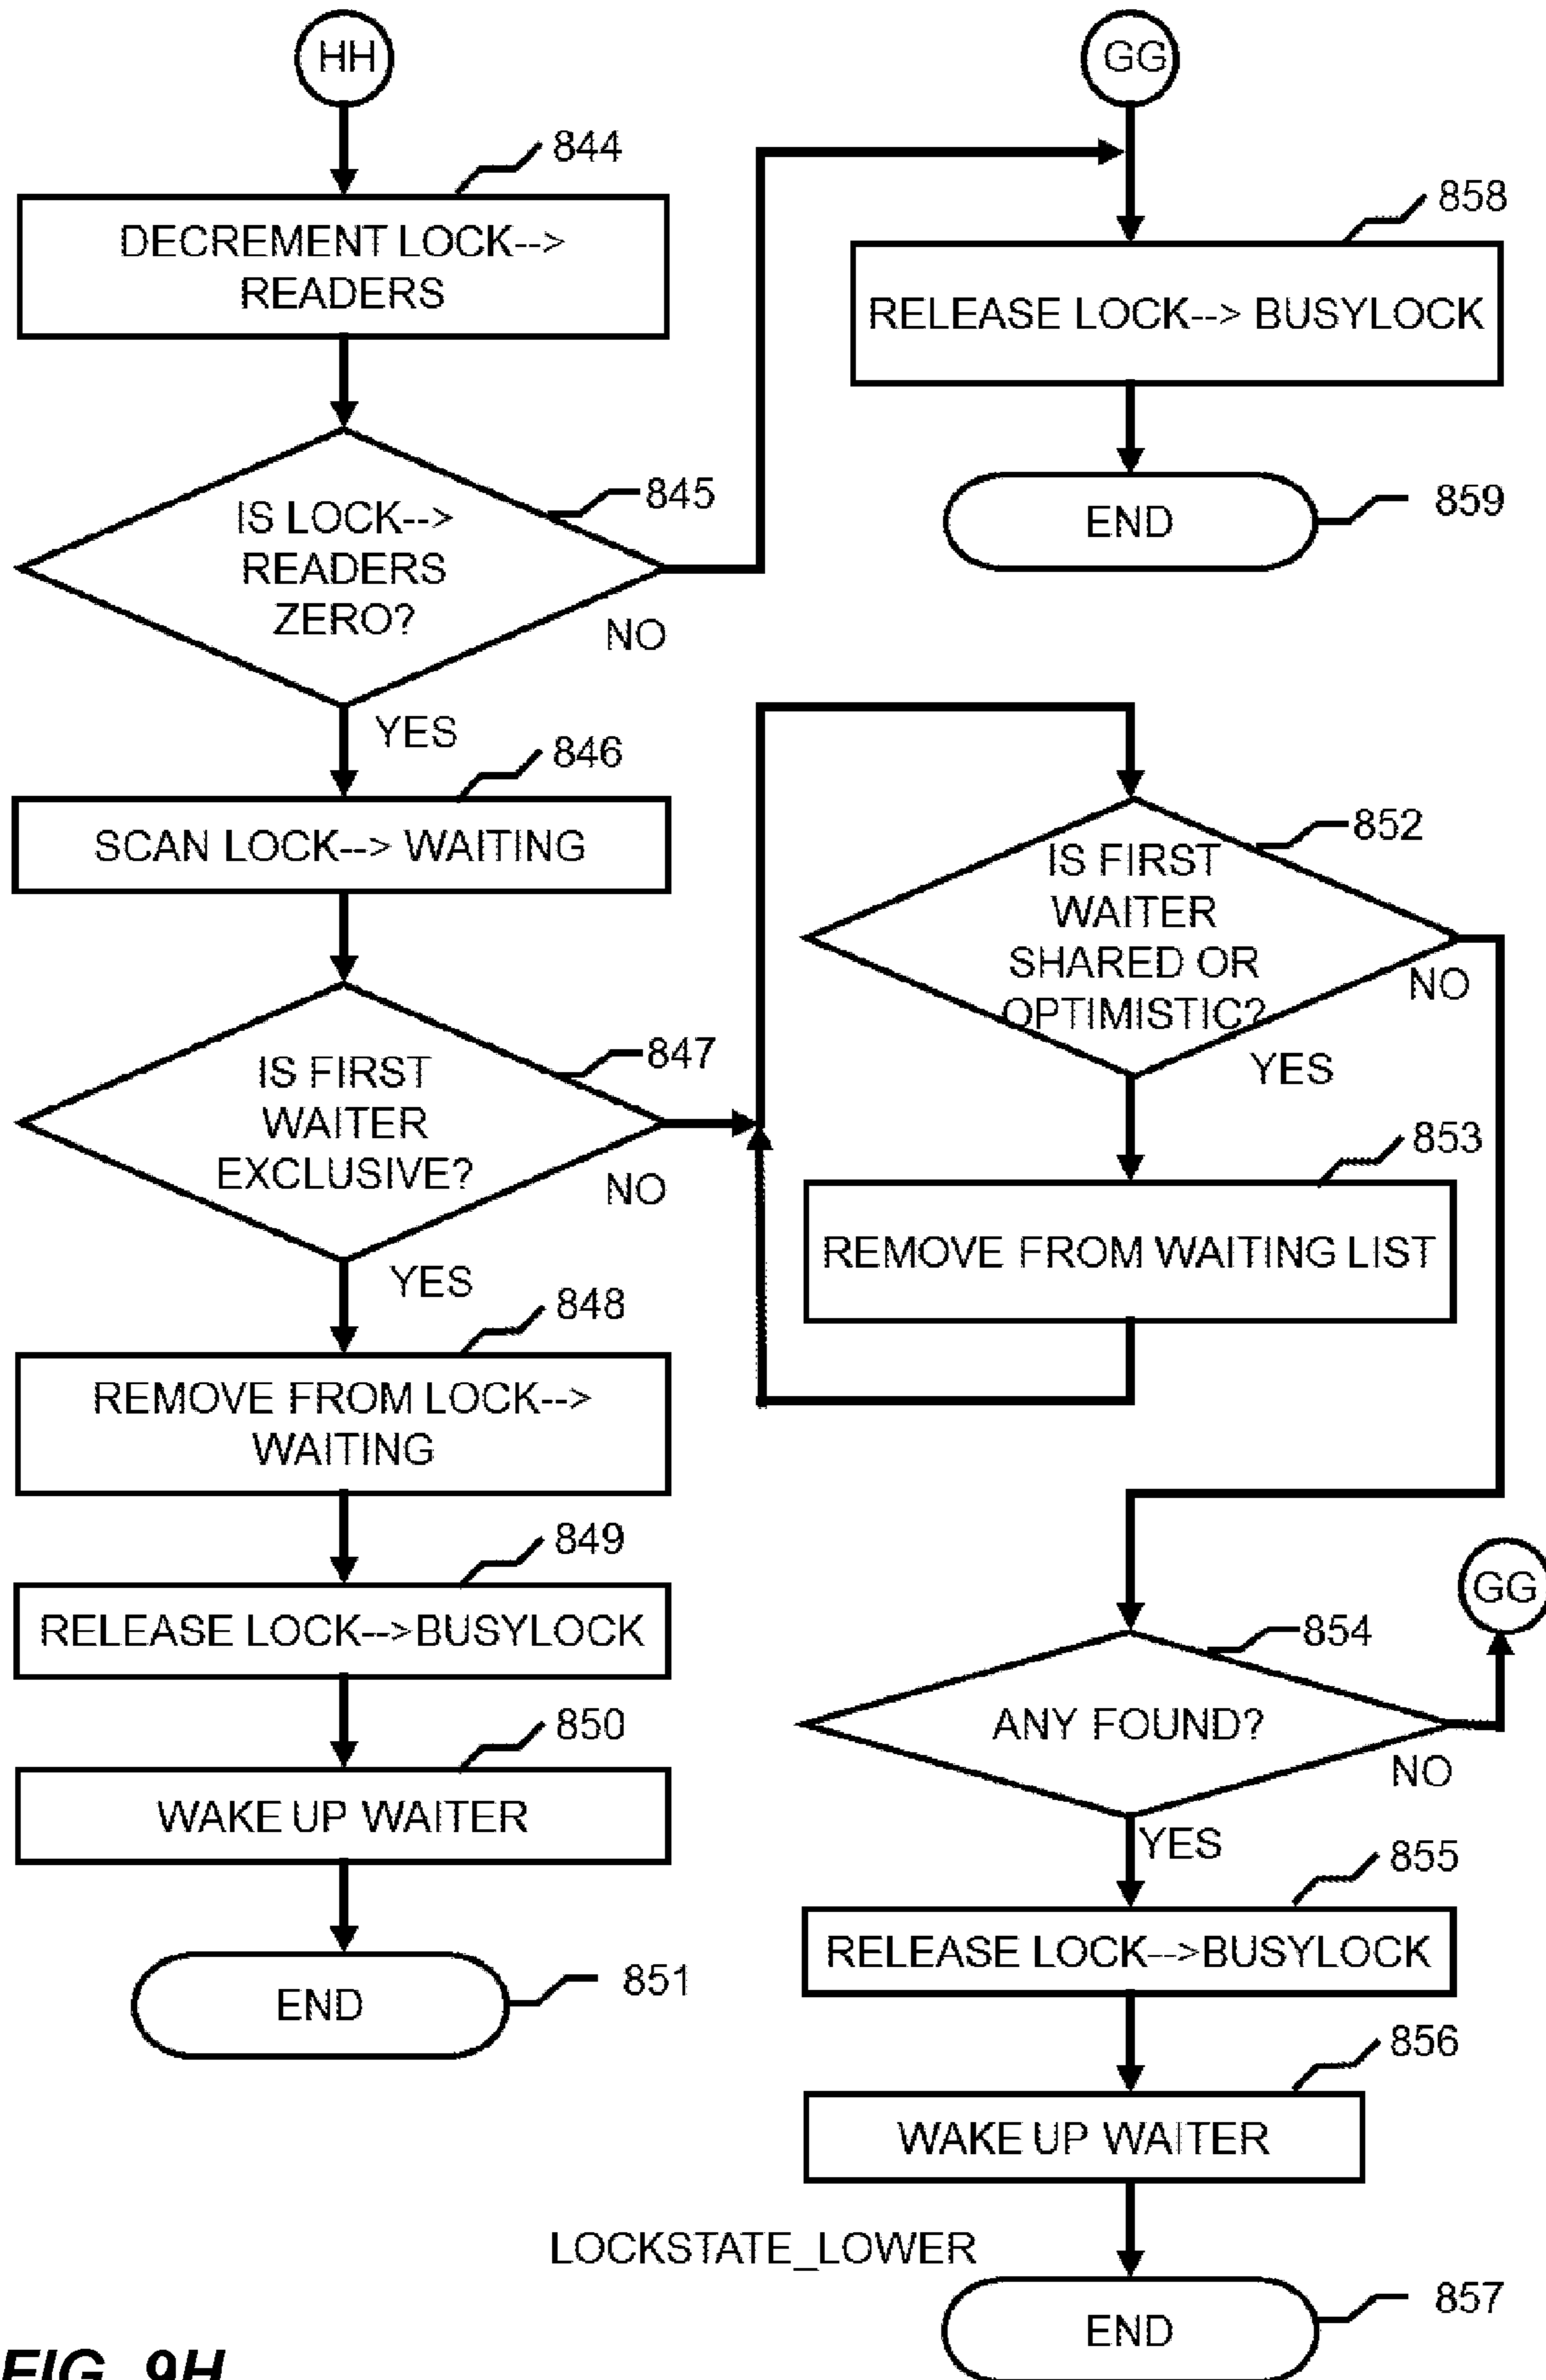 HH
844
DECREMENT LOCK-->
READERS
845
IS LOCK-->
READERS
ZERO?
NO
YES
846
SCAN LOCK--> WAITING
847
IS FIRST
WAITER
EXCLUSIVE?
NO
YES
848
REMOVE FROM LOCK-->
WAITING
849
RELEASE LOCK-->BUSYLOCK
850
WAKE UP WAITER
END
851
GG
858
RELEASE LOCK--> BUSYLOCK
END
859
852
IS FIRST
WAITER
SHARED OR
OPTIMISTIC?
NO
YES
853
REMOVE FROM WAITING LIST
GG
854
ANY FOUND?
NO
YES
855
RELEASE LOCK-->BUSYLOCK
856
WAKE UP WAITER
LOCKSTATE_LOWER
END
857
FIG. 9H